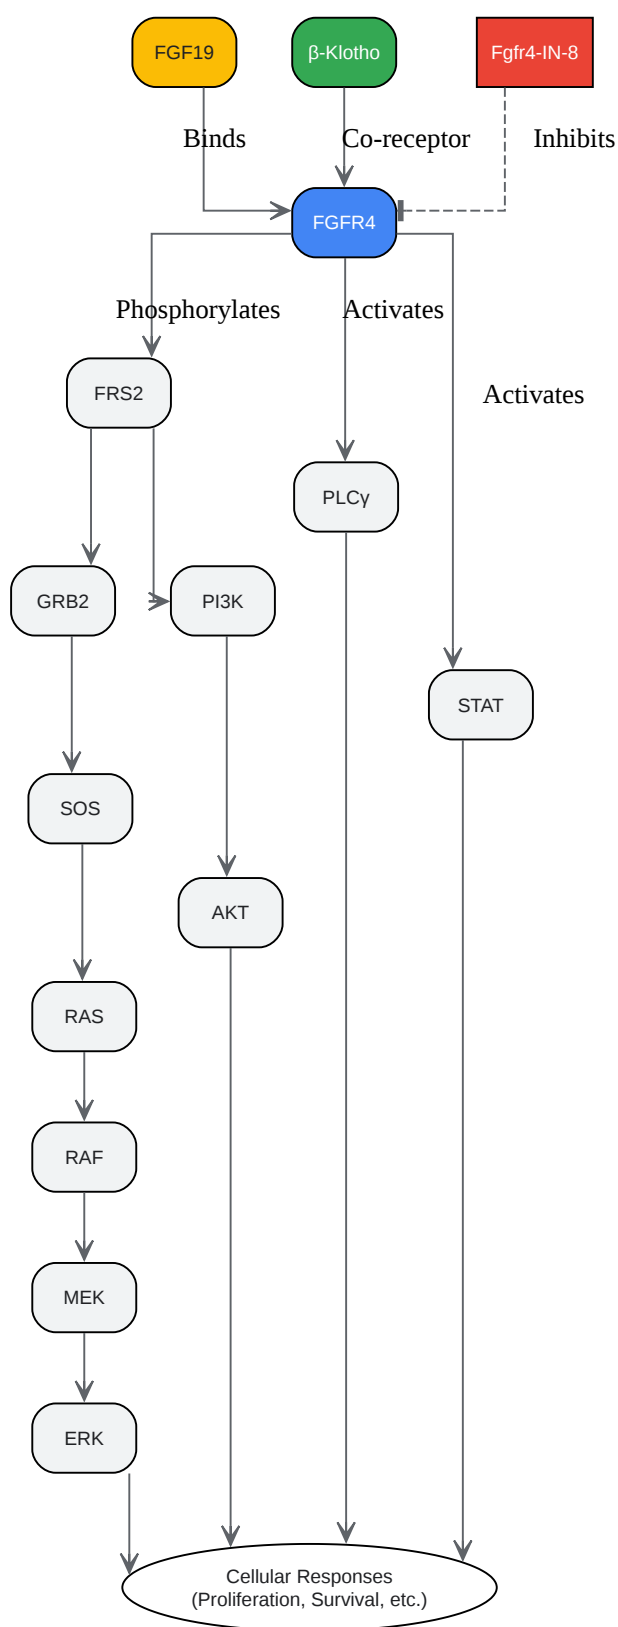 FGF19
β-Klotho
Fgfr4-IN-8
Binds
Co-receptor
Inhibits
FGFR4
Phosphorylates
Activates
FRS2
Activates
PLCγ
GRB2
PI3K
STAT
SOS
AKT
RAS
RAF
MEK
ERK
Cellular Responses
(Proliferation, Survival, etc.)